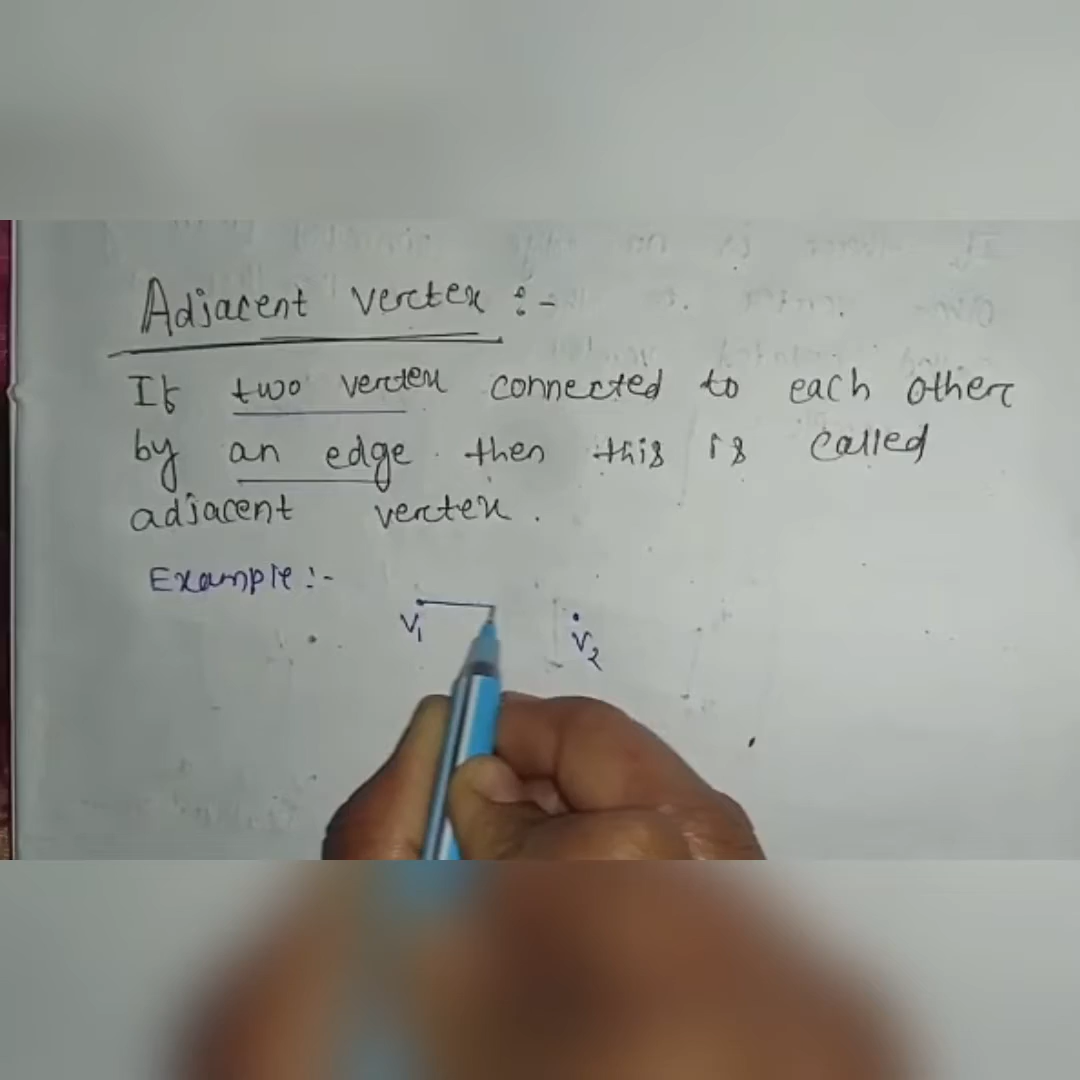 Adjacent vertex :-
If two vertex connected to each other
by an edge then this is called
adjacent vertex.
Example :-
V1 V2